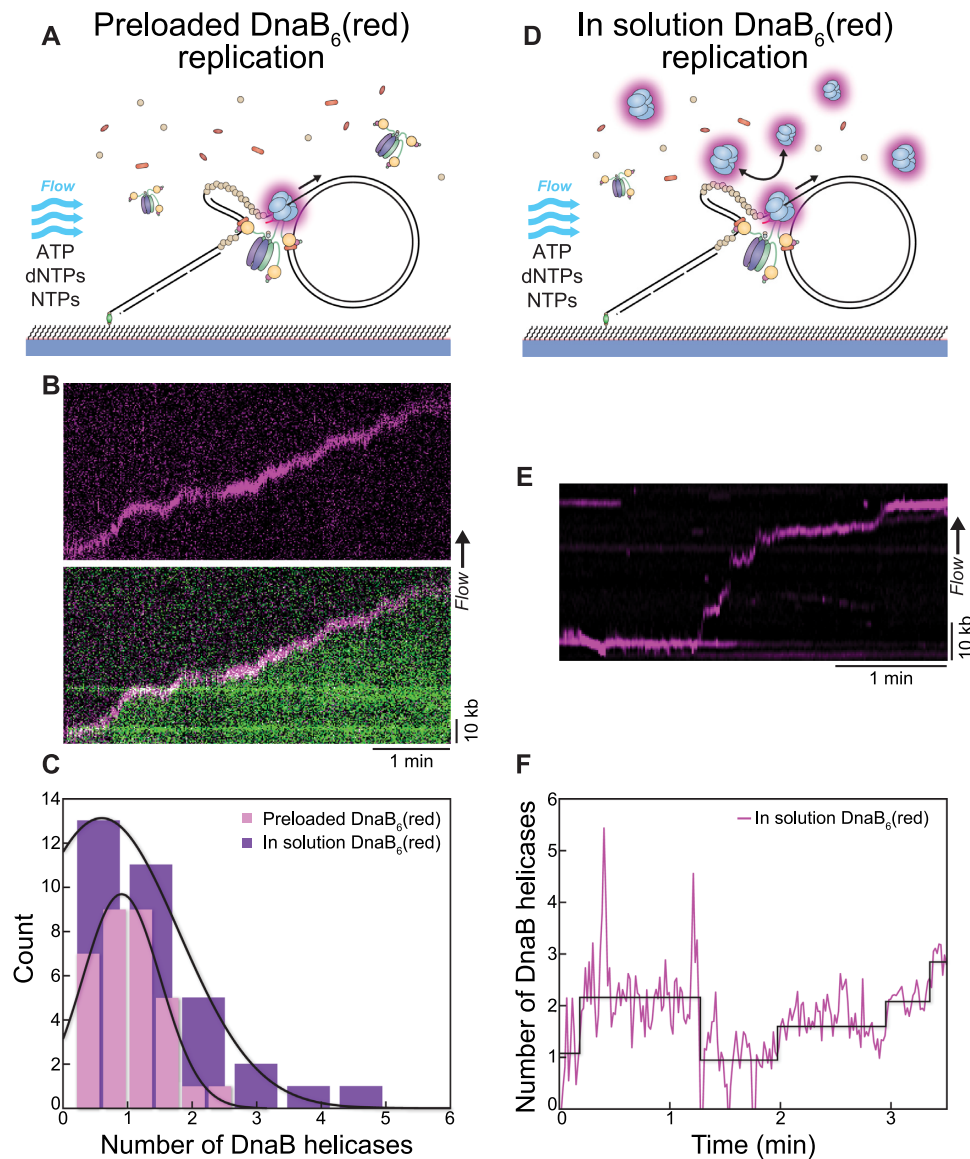 A
Preloaded DnaB6(red)
replication
Flow
ATP
dNTPs
NTPs
B
Flow
10 kb
1 min
C
14
12
10
8
6
4
2
0
Count
Preloaded DnaB6(red)
In solution DnaB6(red)
0 1 2 3 4 5 6
Number of DnaB helicases
D
In solution DnaB6(red)
replication
Flow
ATP
dNTPs
NTPs
E
Flow
10 kb
1 min
F
6
5
4
3
2
1
0
Number of DnaB helicases
In solution DnaB6(red)
0 1 2 3
Time (min)